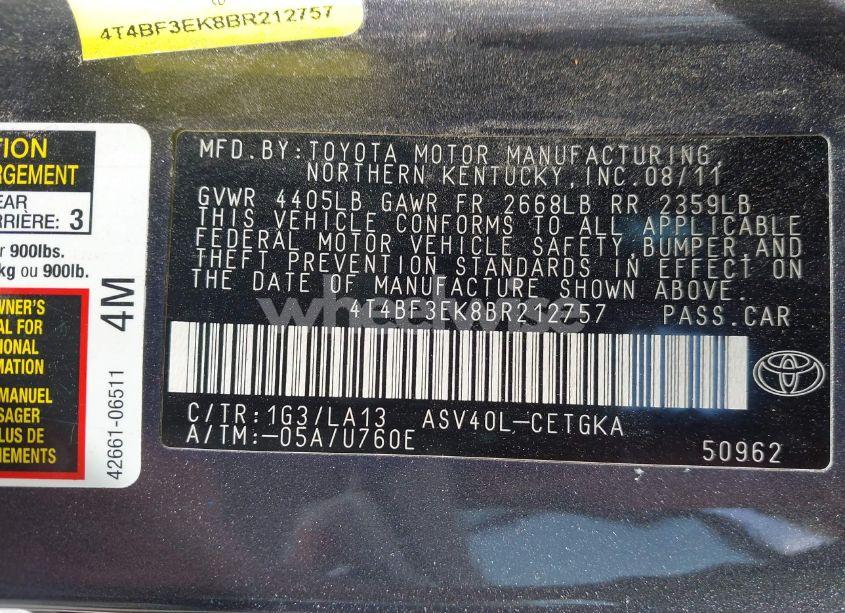 4T4BF3EK8BR212757
TION
RGEMENT
EAR
ARRIÈRE: 3
r 900lbs.
kg ou 900lb.
WNER'S
AL FOR
IONAL
MATION
MANUEL
SAGER
LUS DE
NEMENTS
4M
42661-06511
MFD.BY:TOYOTA MOTOR MANUFACTURING,
NORTHERN KENTUCKY,INC.08/11
GVWR 4405LB GAWR FR 2668LB RR 2359LB
THIS VEHICLE CONFORMS TO ALL APPLICABLE
FEDERAL MOTOR VEHICLE SAFETY,BUMPER,AND
THEFT PREVENTION STANDARDS IN EFFECT ON
THE DATE OF MANUFACTURE SHOWN ABOVE.
wheelwise
4T4BF3EK8BR212757 PASS.CAR
C/TR:1G3/LA13 ASV40L-CETGKA
A/TM:-05A/U760E
50962